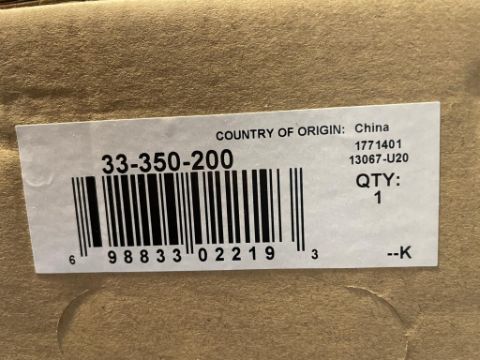 COUNTRY OF ORIGIN: China
33-350-200
1771401
13067-U20
QTY:
1
6 98833 02219 3
--K